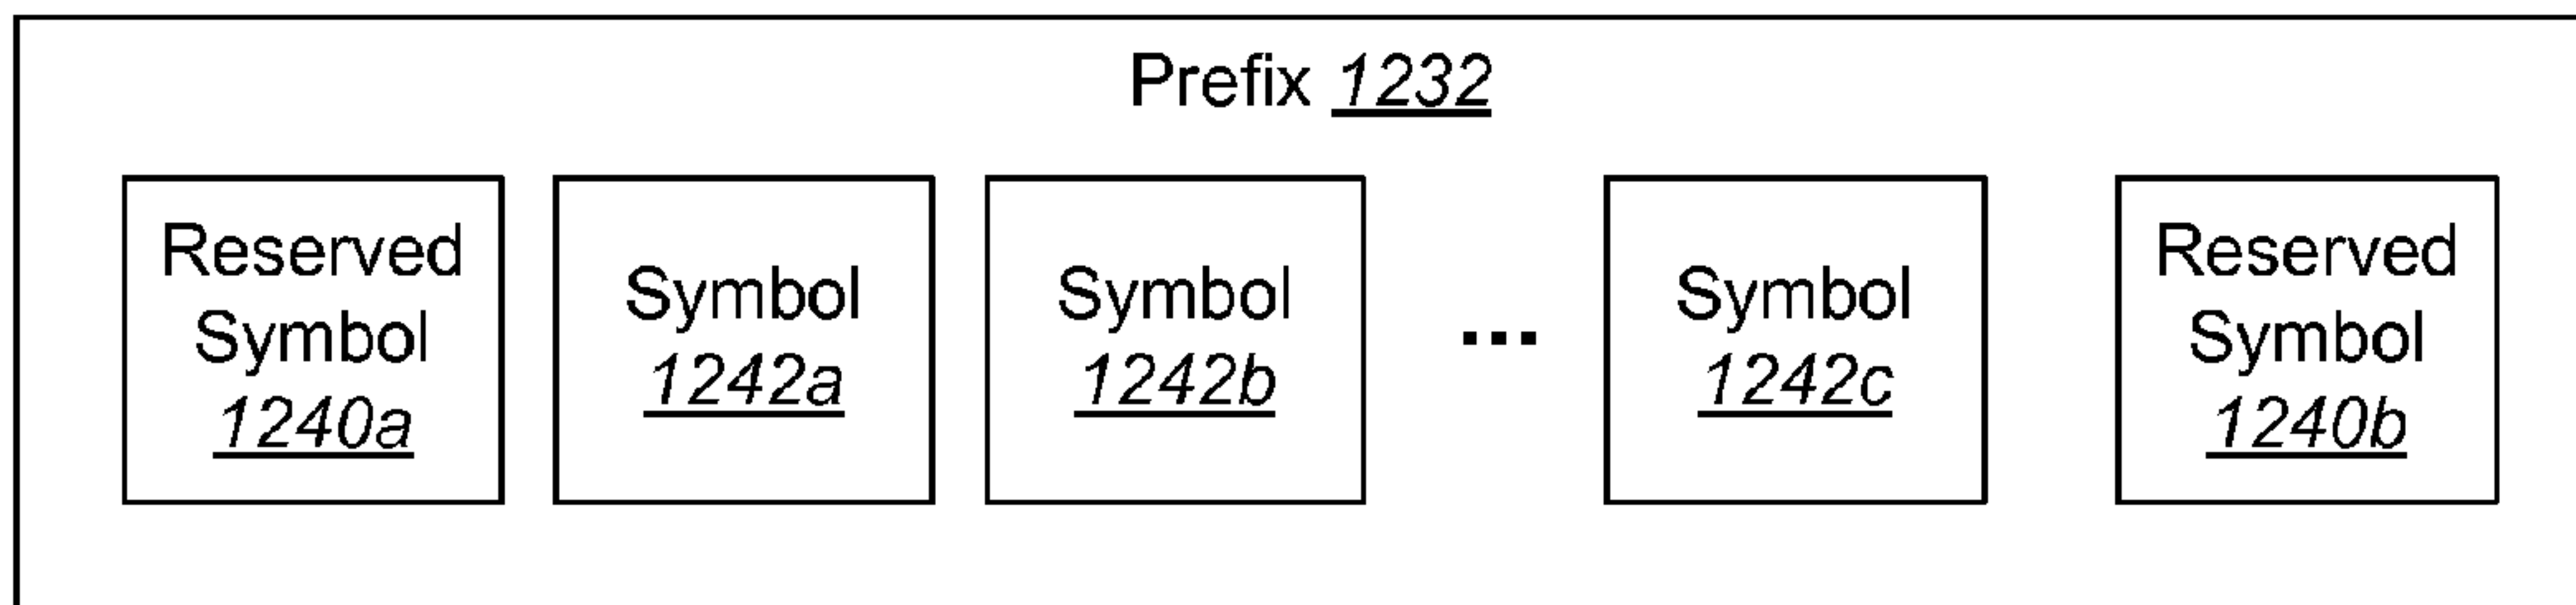 Prefix 1232
Reserved
Symbol
1240a
Symbol
1242a
Symbol
1242b
...
Symbol
1242c
Reserved
Symbol
1240b